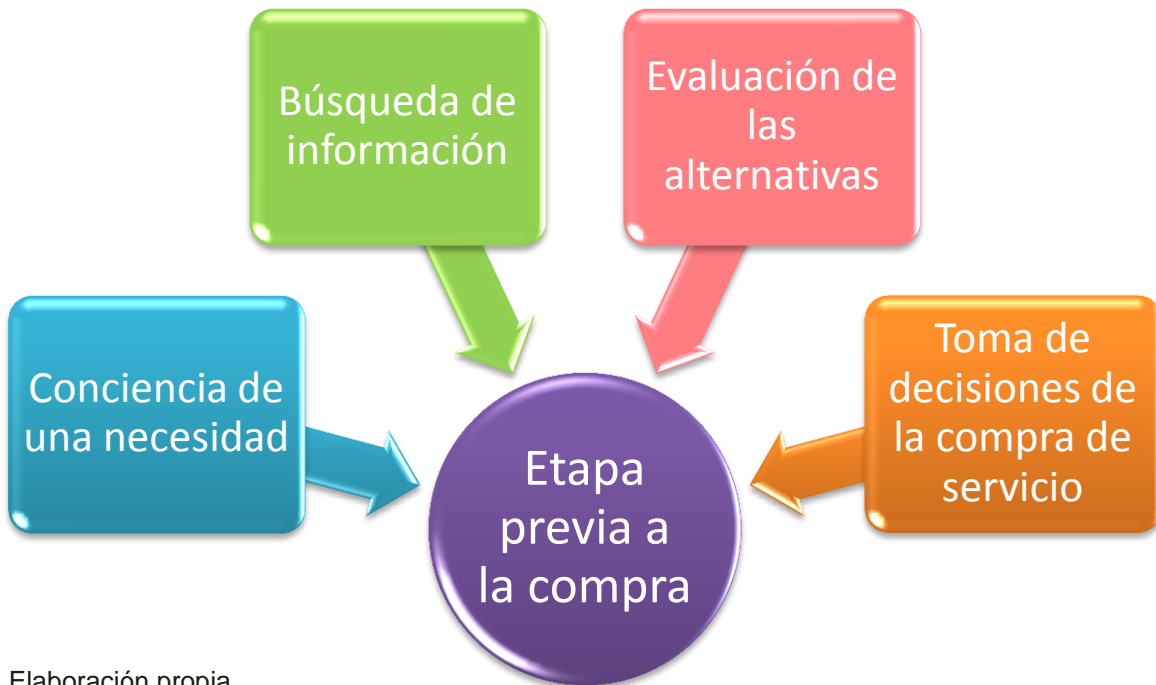 Búsqueda de
información
Evaluación de
las
alternativas
Conciencia de
una necesidad
Toma de
decisiones de
la compra de
servicio
Etapa
previa a
la compra
Elaboración propia